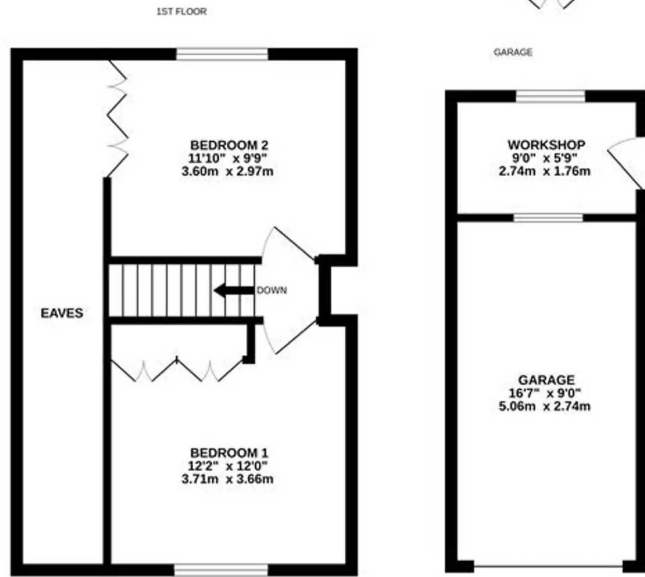 1ST FLOOR
BEDROOM 2
11'10" x 9'9"
3.60m x 2.97m
DOWN
EAVES
BEDROOM 1
12'2" x 12'0"
3.71m x 3.66m
GARAGE
WORKSHOP
9'0" x 5'9"
2.74m x 1.76m
GARAGE
16'7" x 9'0"
5.06m x 2.74m